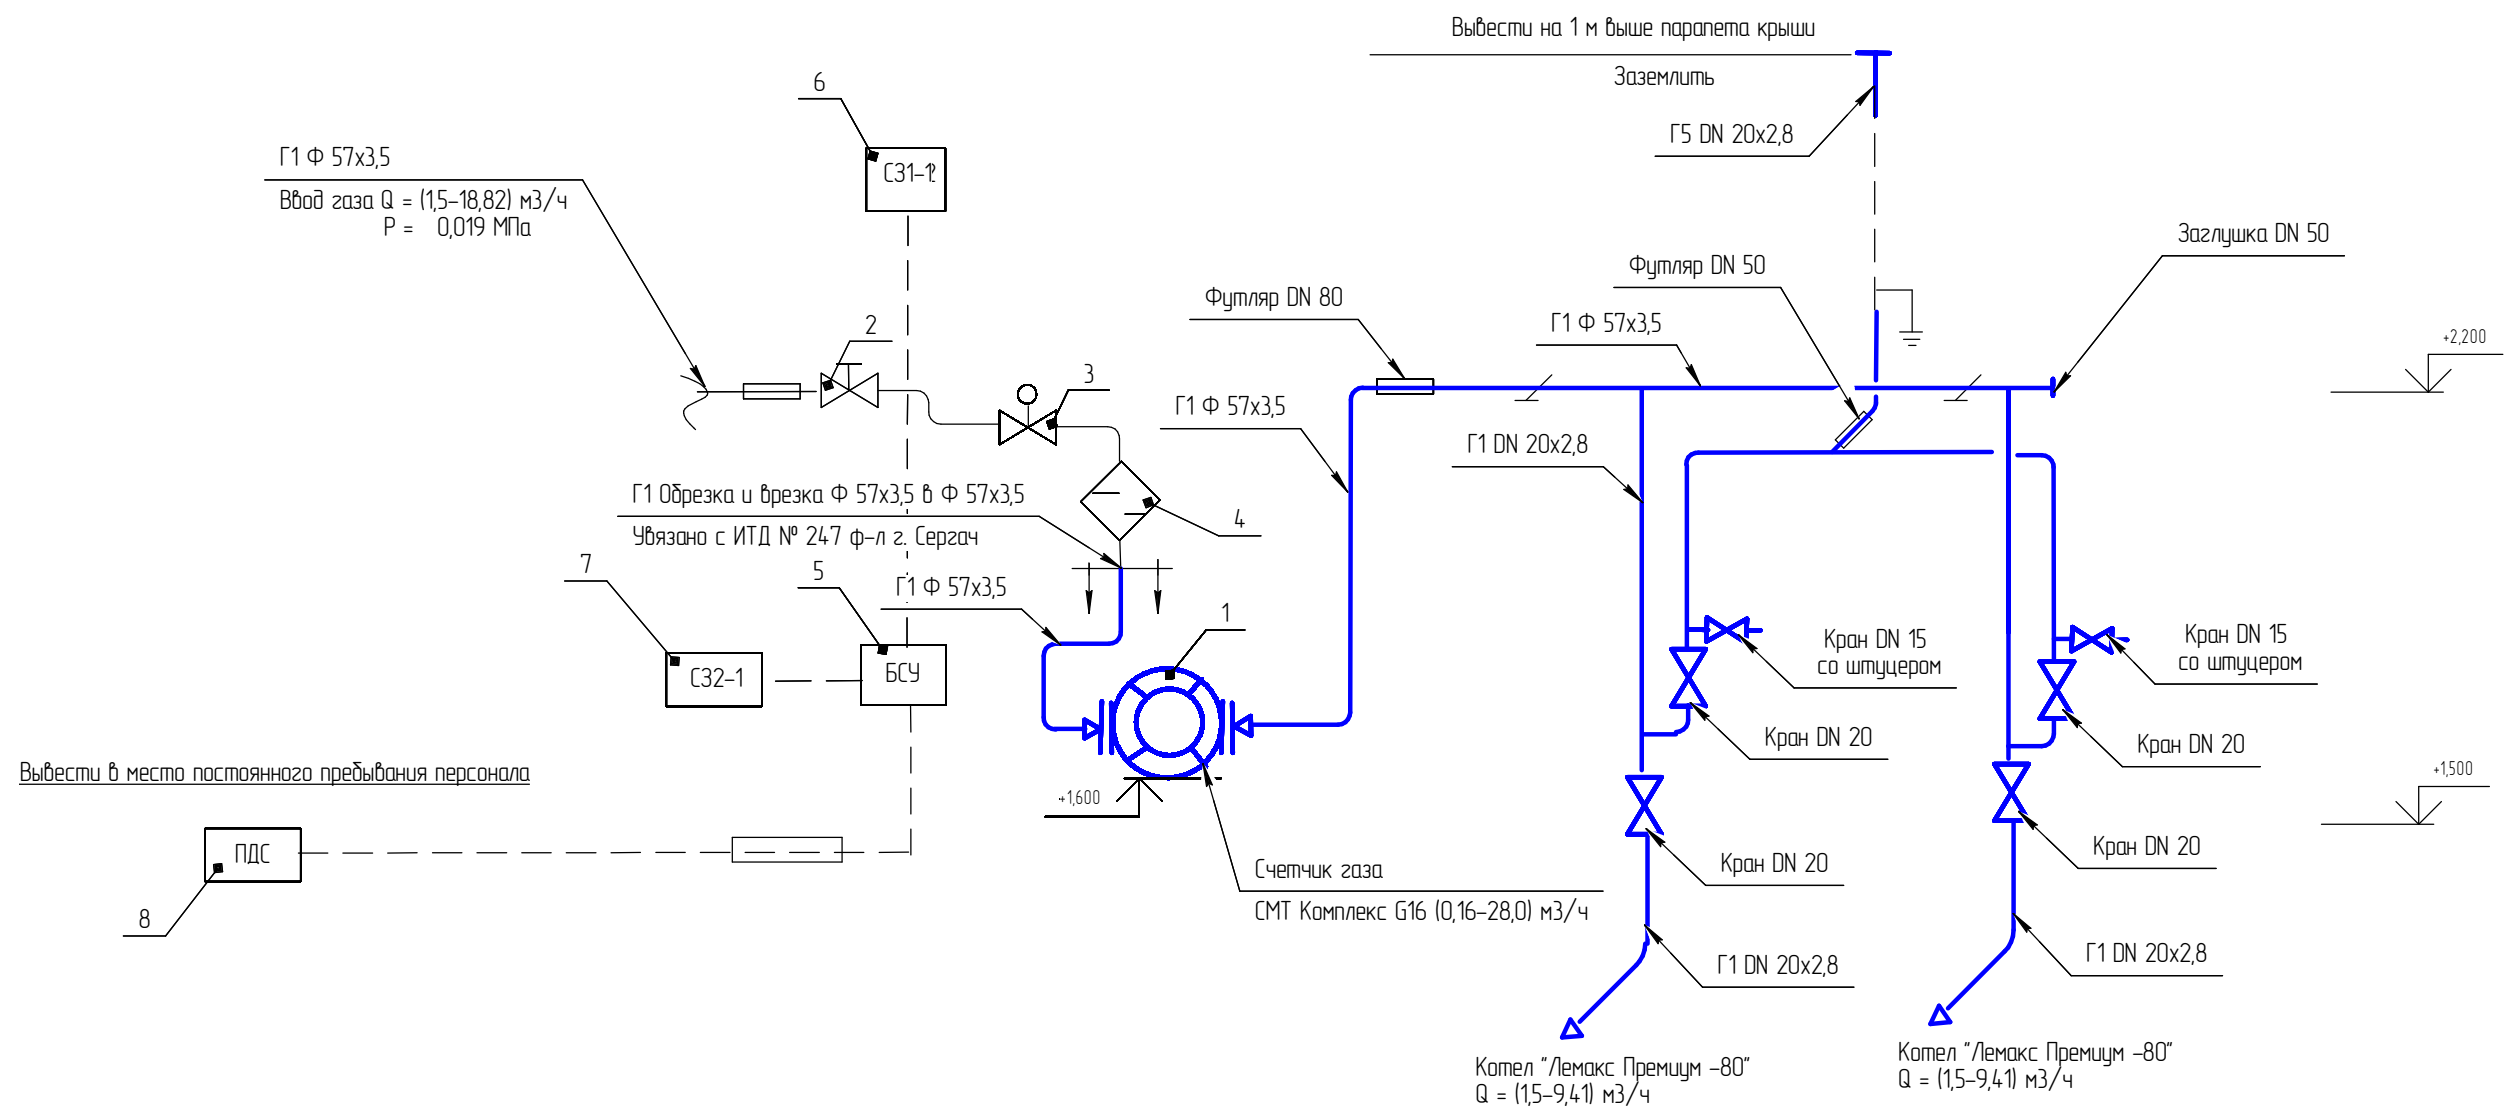 Вывести на 1 м выше парапета крыши
Заземлить
6
Г5 DN 20х2,8
Г1 Ф 57х3,5
СЗ1-1
Ввод газа Q = (1,5-18,82) м3/ч
Р = 0,019 МПа
Заглушка DN 50
Футляр DN 50
Футляр DN 80
2
Г1 Ф 57х3,5
+2,200
3
Г1 Ф 57х3,5
Г1 DN 20х2,8
Г1 Обрезка и врезка Ф 57х3,5 в Ф 57х3,5
4
Увязано с ИТД № 247 ф-л г. Сергач
7
5
Г1 Ф 57х3,5
1
Кран DN 15
со штуцером
Кран DN 15
со штуцером
СЗ2-1
БСУ
Кран DN 20
Кран DN 20
Вывести в место постоянного пребывания персонала
+1,600
+1,500
ПДС
Кран DN 20
Кран DN 20
Счетчик газа
СМТ Комплекс G16 (0,16-28,0) м3/ч
8
Г1 DN 20х2,8
Г1 DN 20х2,8
Котел "Лемакс Премиум -80"
Q = (1,5-9,41) м3/ч
Котел "Лемакс Премиум -80"
Q = (1,5-9,41) м3/ч